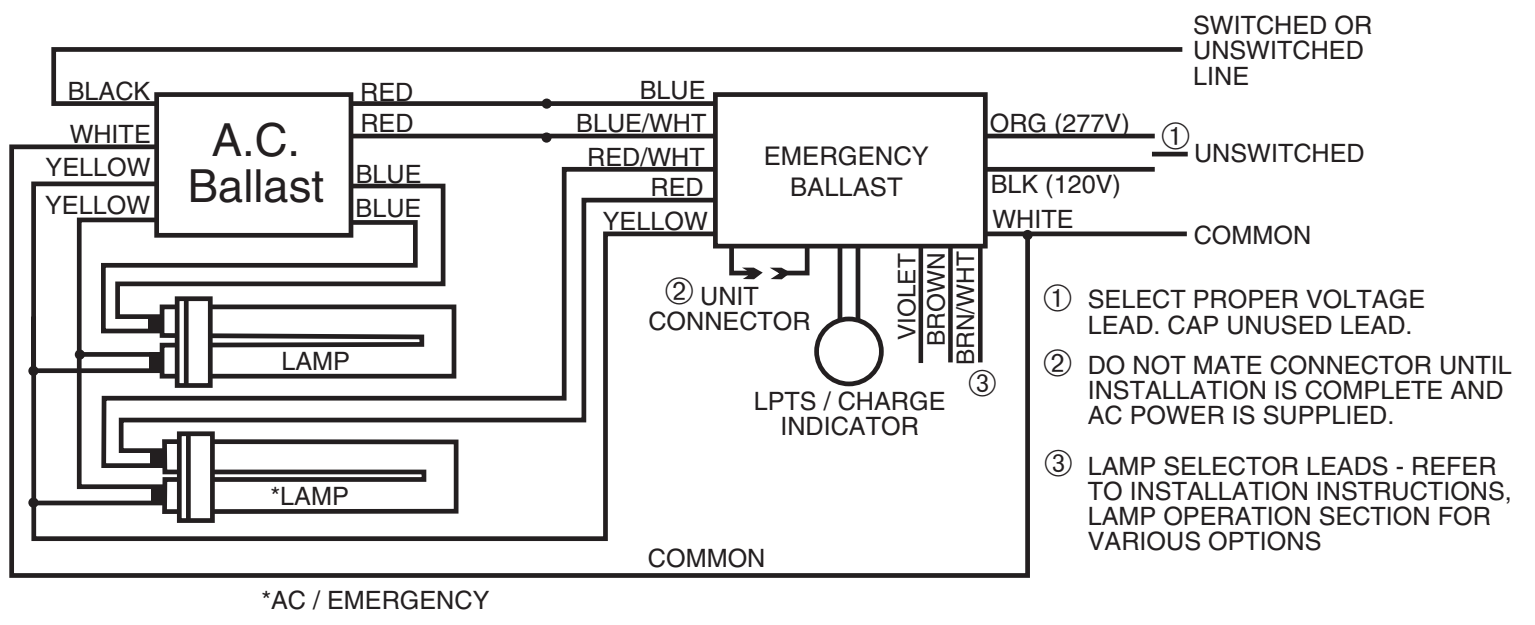 SWITCHED OR
UNSWITCHED
LINE
BLACK
RED
BLUE
WHITE
RED
BLUE/WHT
ORG (277V)
①
A.C.
Ballast
EMERGENCY
BALLAST
UNSWITCHED
YELLOW
BLUE
RED/WHT
BLK (120V)
RED
YELLOW
BLUE
YELLOW
WHITE
COMMON
② UNIT
CONNECTOR
VIOLET
BROWN
BRN/WHT
③
LPTS / CHARGE
INDICATOR
LAMP
*LAMP
COMMON
*AC / EMERGENCY
① SELECT PROPER VOLTAGE
LEAD. CAP UNUSED LEAD.
② DO NOT MATE CONNECTOR UNTIL
INSTALLATION IS COMPLETE AND
AC POWER IS SUPPLIED.
③ LAMP SELECTOR LEADS - REFER
TO INSTALLATION INSTRUCTIONS,
LAMP OPERATION SECTION FOR
VARIOUS OPTIONS